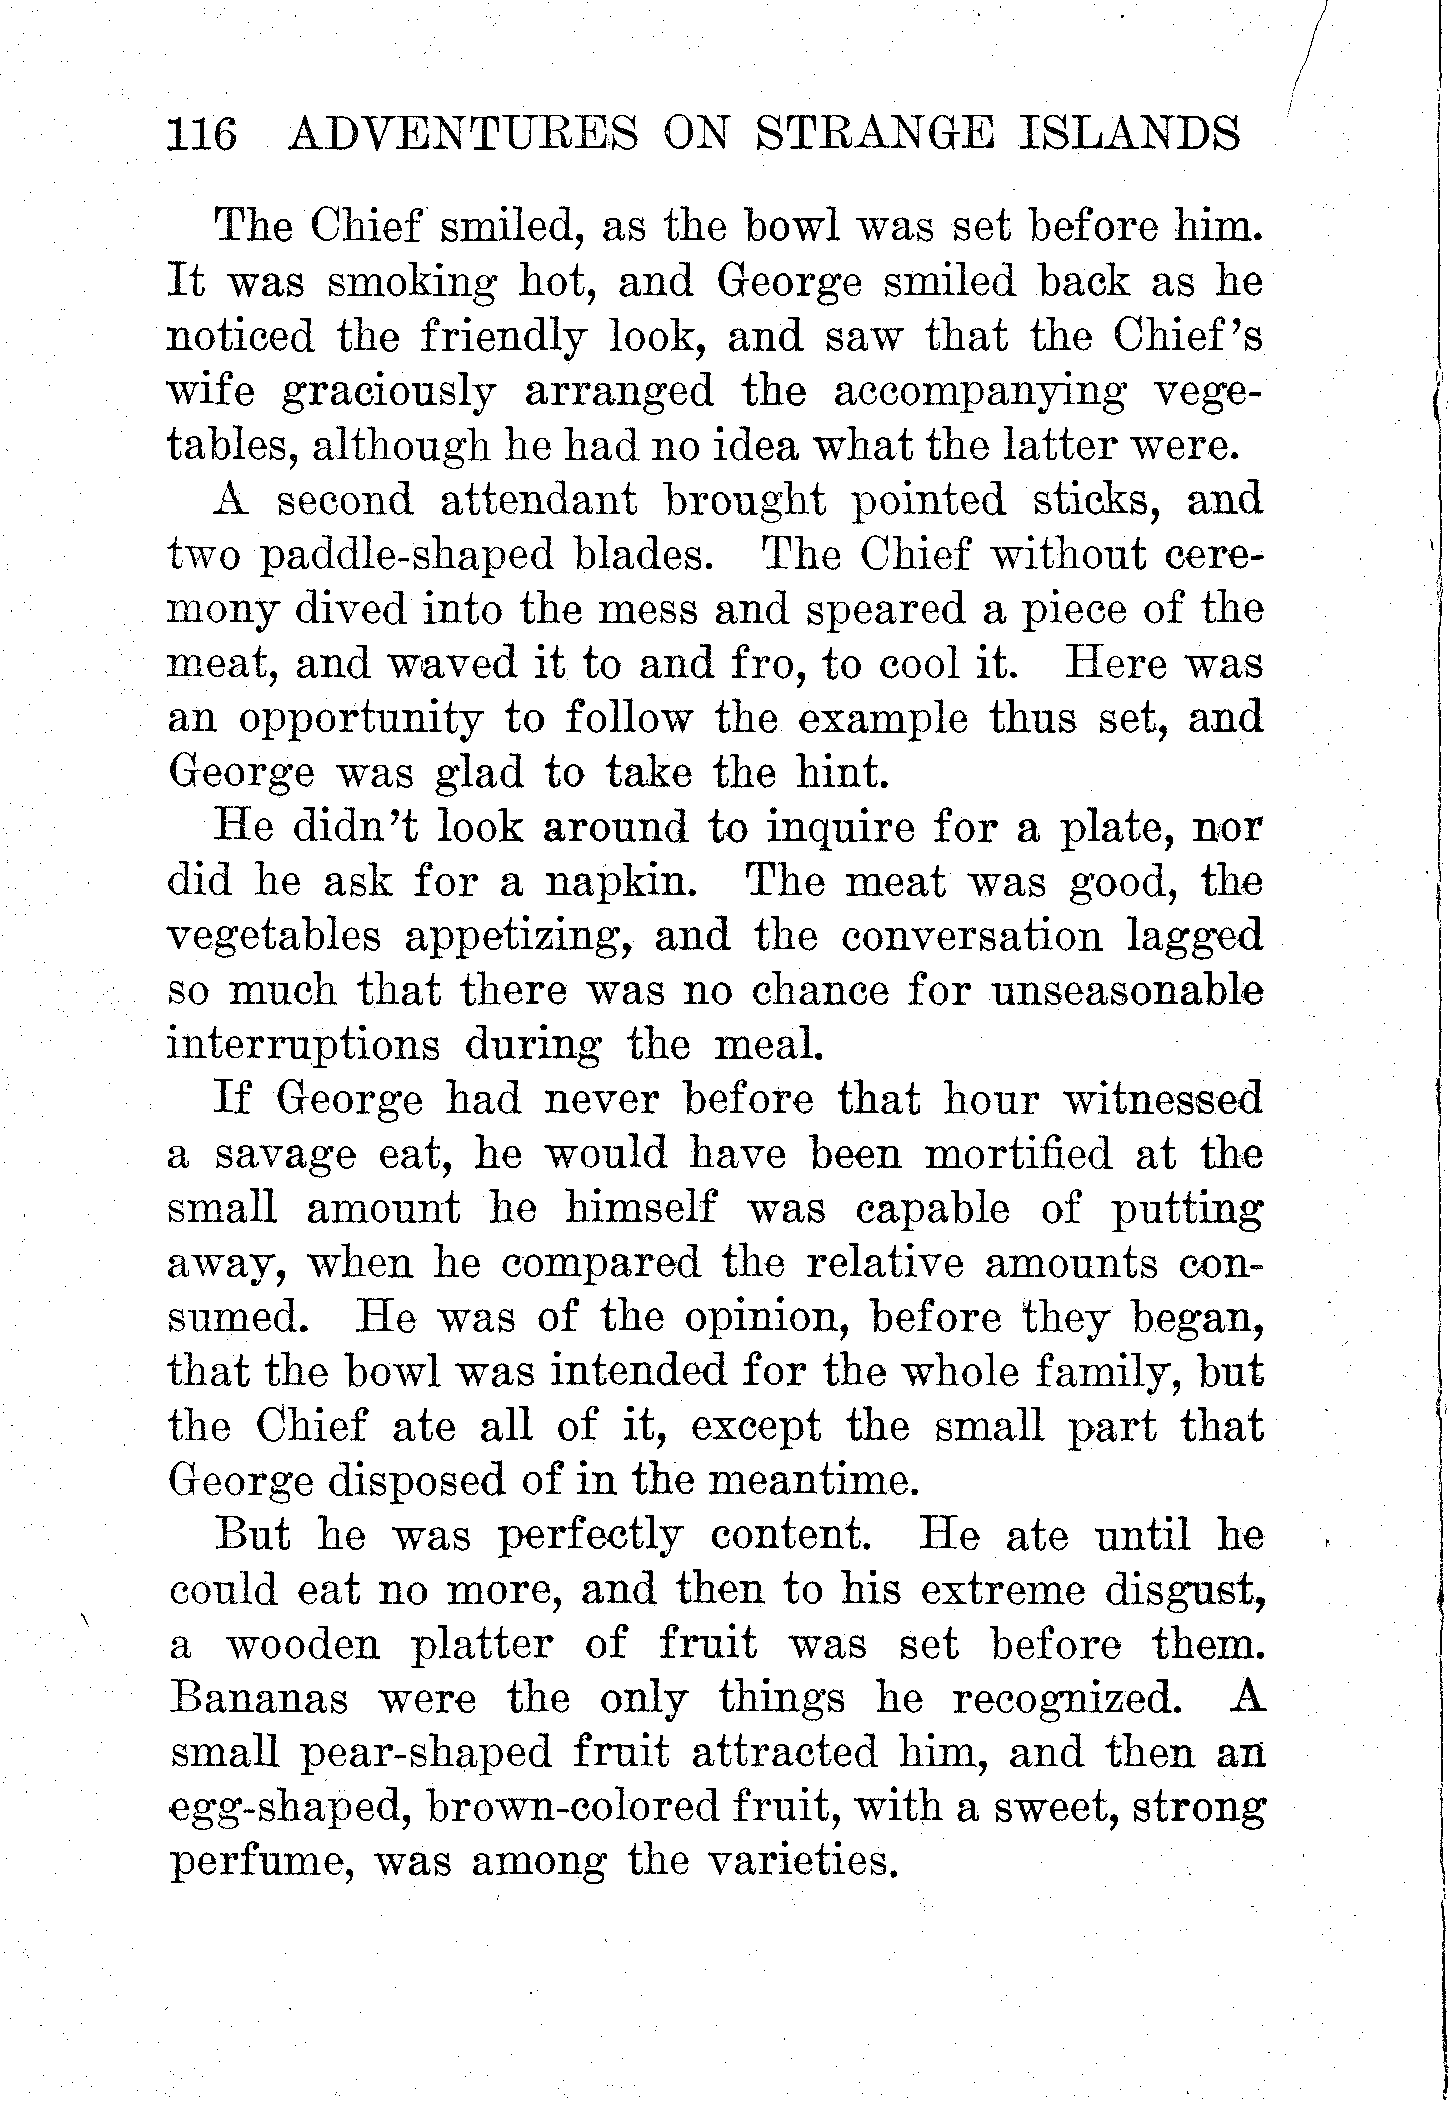 116 ADVENTURES ON STRANGE ISLANDS
The Chief smiled, as the bowl was set before him.
It was smoking hot, and George smiled back as he
noticed the friendly look, and saw that the Chief's
wife graciously arranged the accompanying vege-
tables, although he had no idea what the latter were.
A second attendant brought pointed sticks, and
two paddle-shaped blades. The Chief without cere-
mony dived into the mess and speared a piece of the
meat, and waved it to and fro, to cool it. Here was
an opportunity to follow the example thus set, and
George was glad to take the hint.
He didn't look around to inquire for a plate, nor
did he ask for a napkin. The meat was good, the
vegetables appetizing, and the conversation lagged
so much that there was no chance for unseasonable
interruptions during the meal.
If George had never before that hour witnessed
a savage eat, he would have been mortified at the
small amount he himself was capable of putting
away, when he compared the relative amounts con-
sumed. He was of the opinion, before they began,
that the bowl was intended for the whole family, but
the Chief ate all of it, except the small part that
George disposed of in the meantime.
But he was perfectly content. He ate until he
could eat no more, and then to his extreme disgust,
a wooden platter of fruit was set before them.
Bananas were the only things he recognized. A
small pear-shaped fruit attracted him, and then an
egg-shaped, brown-colored fruit, with a sweet, strong
perfume, was among the varieties.